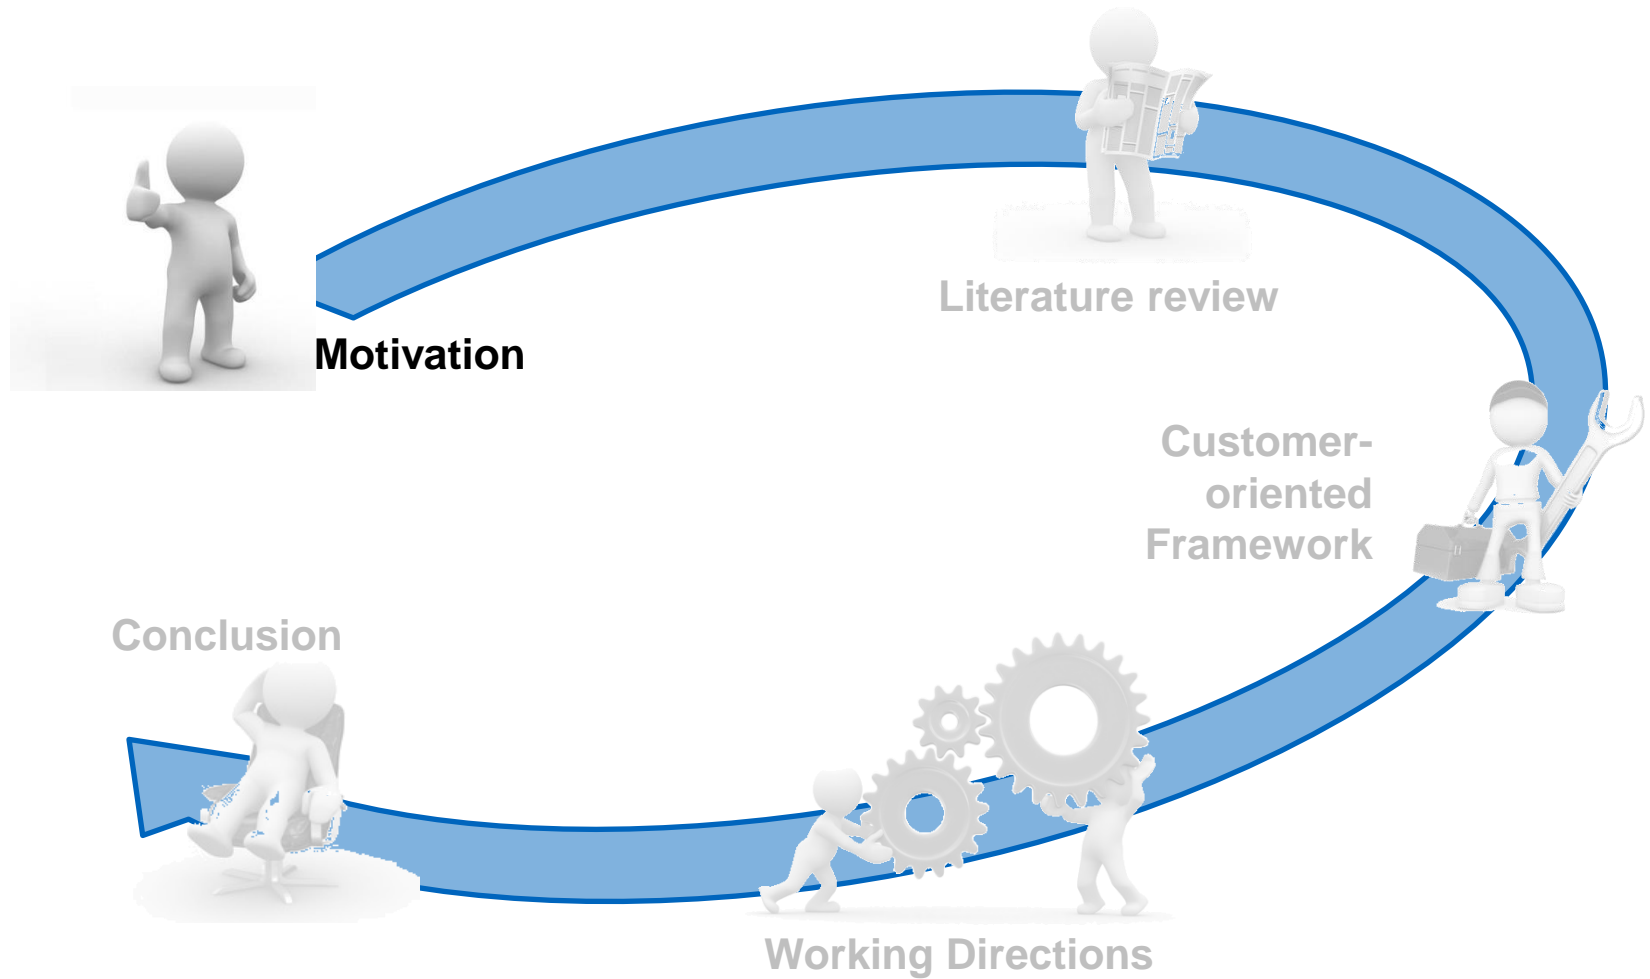 Motivation
Literature review
Customer-
oriented
Framework
Working Directions
Conclusion